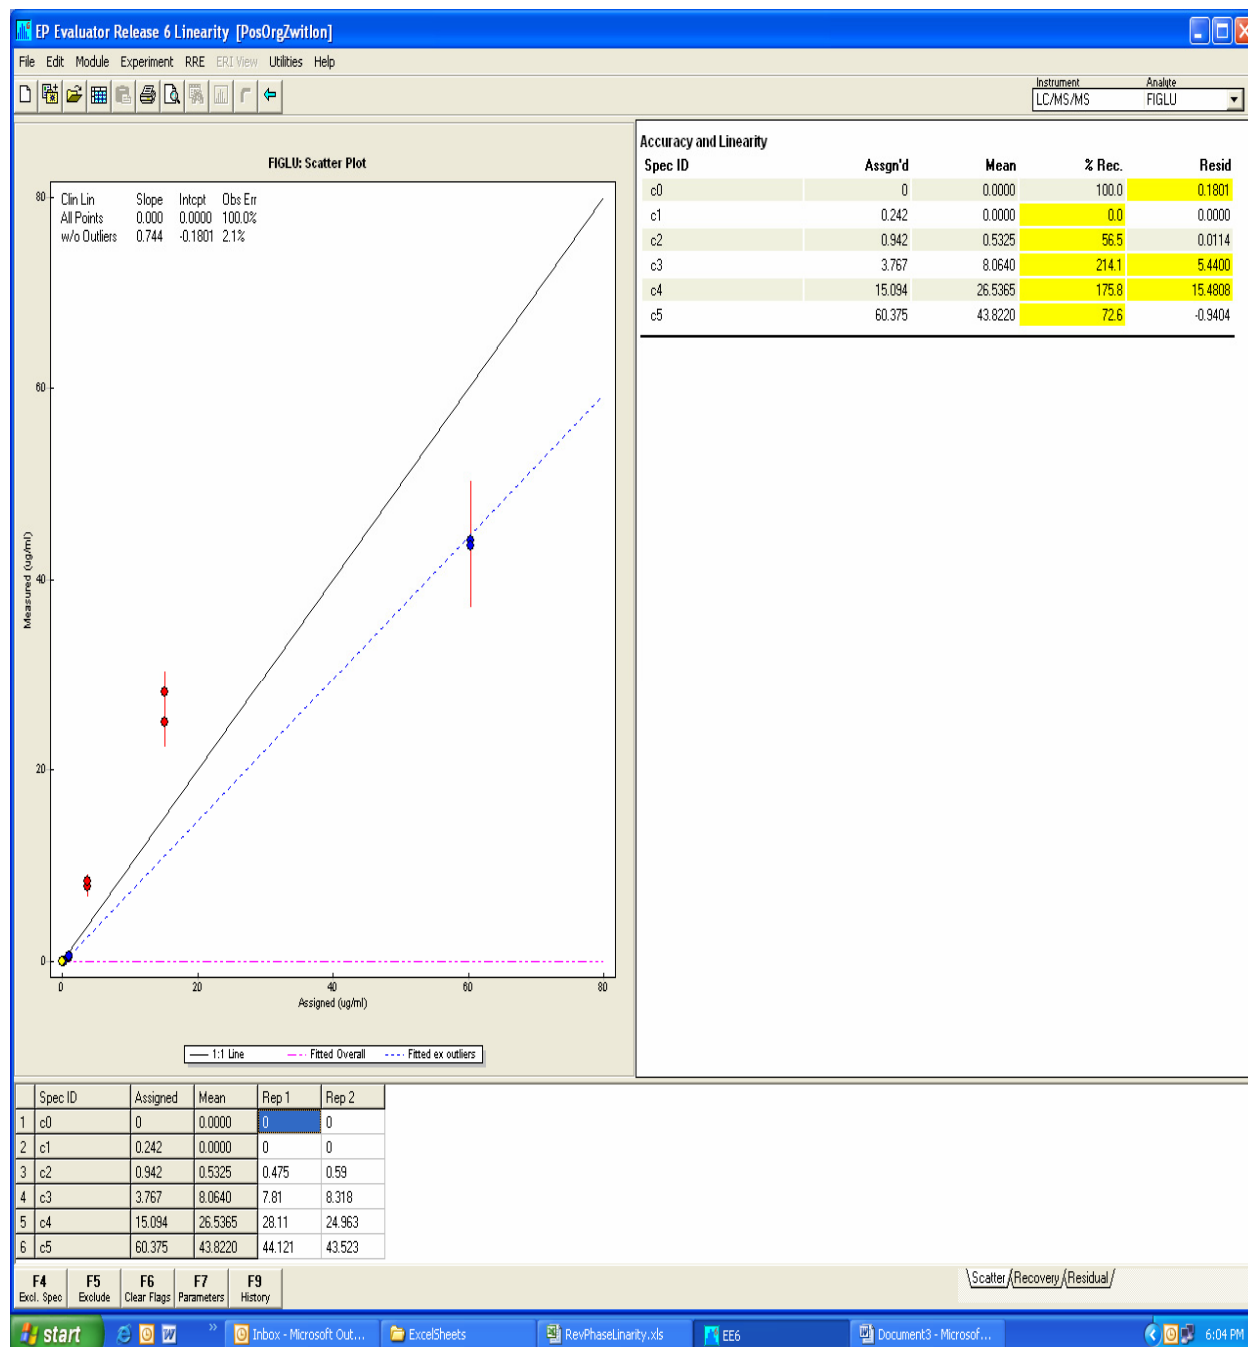 EP Evaluator Release 6 Linearity [PosOrgZwitIon]
File Edit Module Experiment RRE ERI View Utilities Help
Instrument Analyte
LC/MS/MS FIGLU
FIGLU: Scatter Plot
Clin Lin Slope Intcpt Obs Err
All Points 0.000 0.0000 100.0%
w/o Outliers 0.744 -0.1801 2.1%
80
60
40
20
0
Measured (ug/ml)
0 20 40 60 80
Assigned (ug/ml)
1:1 Line Fitted Overall Fitted ex outliers
Accuracy and Linearity
Spec ID Assgn'd Mean % Rec. Resid
c0 0 0.0000 100.0 0.1801
c1 0.242 0.0000 0.0 0.0000
c2 0.942 0.5325 56.5 0.0114
c3 3.767 8.0640 214.1 5.4400
c4 15.094 26.5365 175.8 15.4808
c5 60.375 43.8220 72.6 -0.9404
Spec ID Assigned Mean Rep 1 Rep 2
1 c0 0 0.0000 0 0
2 c1 0.242 0.0000 0 0
3 c2 0.942 0.5325 0.475 0.59
4 c3 3.767 8.0640 7.81 8.318
5 c4 15.094 26.5365 28.11 24.963
6 c5 60.375 43.8220 44.121 43.523
F4 F5 F6 F7 F9
Excl. Spec Exclude Clear Flags Parameters History
Scatter Recovery Residual
start » Inbox - Microsoft Out... ExcelSheets RevPhaseLinarity.xls EE6 Document3 - Microsof... 6:04 PM